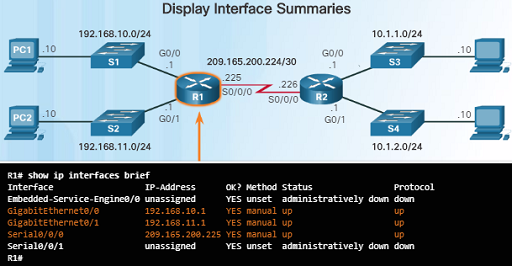 Display Interface Summaries
192.168.10.0/24
10.1.1.0/24
PC1
.10
S1
G0/0
.1
209.165.200.224/30
G0/0
.1
S3
.10
.225
S0/0/0
R1
.226
S0/0/0
R2
PC2
.10
S2
.1
G0/1
.1
G0/1
S4
.10
192.168.11.0/24
10.1.2.0/24
R1# show ip interfaces brief
Interface IP-Address OK? Method Status Protocol
Embedded-Service-Engine0/0 unassigned YES unset administratively down down
GigabitEthernet0/0 192.168.10.1 YES manual up up
GigabitEthernet0/1 192.168.11.1 YES manual up up
Serial0/0/0 209.165.200.225 YES manual up up
Serial0/0/1 unassigned YES unset administratively down down
R1#